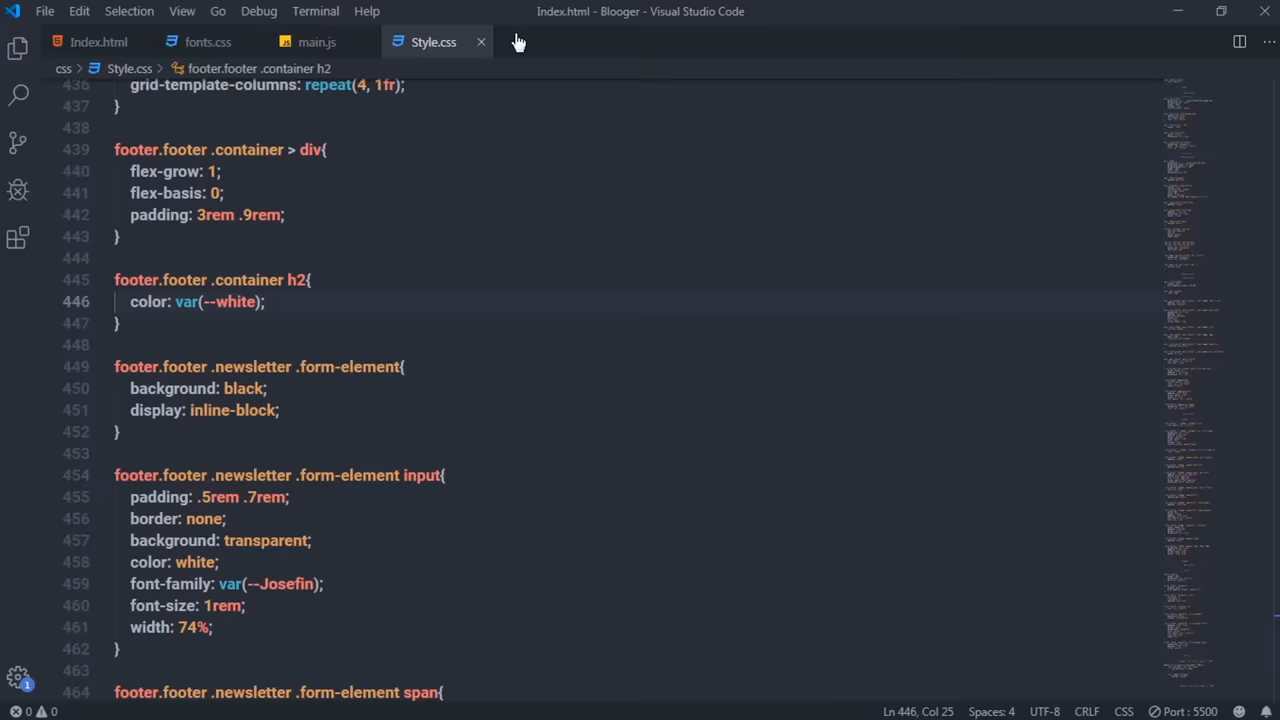 File Edit Selection View Go Debug Terminal Help Index.html - Blooger - Visual Studio Code
Index.html fonts.css JS main.js Style.css
css > Style.css > footer.footer .container h2
436 grid-template-columns: repeat(4, 1fr);
437 }
438
439 footer.footer .container > div{
440 flex-grow: 1;
441 flex-basis: 0;
442 padding: 3rem .9rem;
443 }
444
445 footer.footer .container h2{
446 color: var(--white);
447 }
448
449 footer.footer .newsletter .form-element{
450 background: black;
451 display: inline-block;
452 }
453
454 footer.footer .newsletter .form-element input{
455 padding: .5rem .7rem;
456 border: none;
457 background: transparent;
458 color: white;
459 font-family: var(--Josefin);
460 font-size: 1rem;
461 width: 74%;
462 }
463
464 footer.footer .newsletter .form-element span{
1
0 0 Ln 446, Col 25 Spaces: 4 UTF-8 CRLF CSS Port : 5500